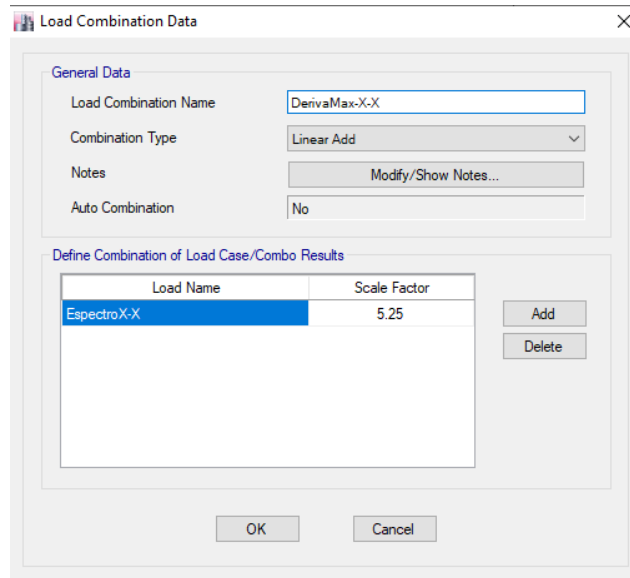 Load Combination Data
General Data
Load Combination Name DerivaMax-X-X
Combination Type Linear Add
Notes Modify/Show Notes...
Auto Combination No
Define Combination of Load Case/Combo Results
Load Name Scale Factor
EspectroX-X 5.25
Add
Delete
OK Cancel